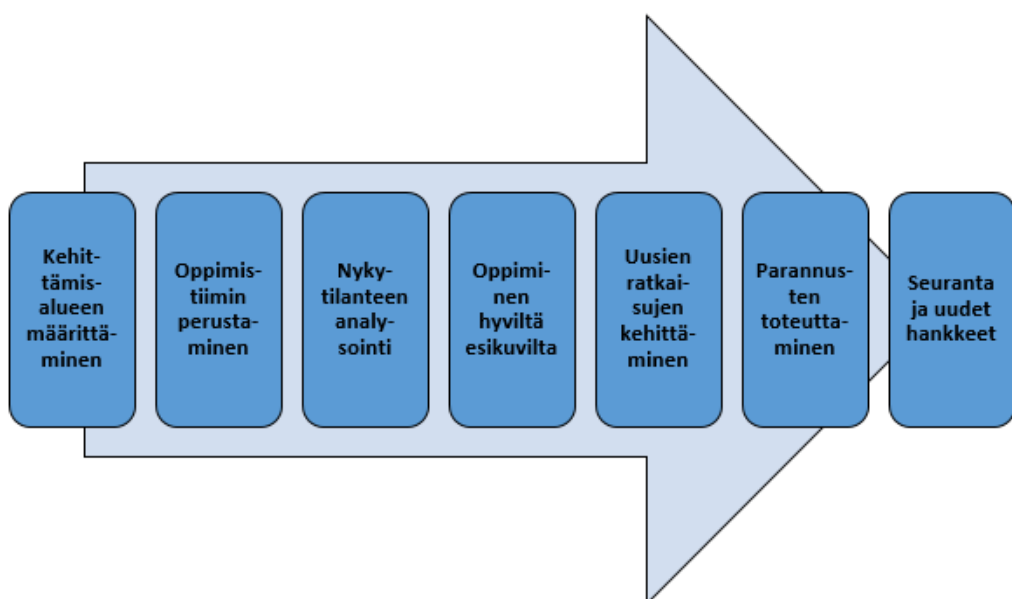 Kehit-
tämis-
alueen
määrittä-
minen
Oppimis-
tiimin
perusta-
minen
Nyky-
tilanteen
analy-
sointi
Oppimi-
nen
hyviltä
esikuvilta
Uusien
ratkai-
sujen
kehittä-
minen
Parannus-
ten
toteutta-
minen
Seuranta
ja uudet
hankkeet